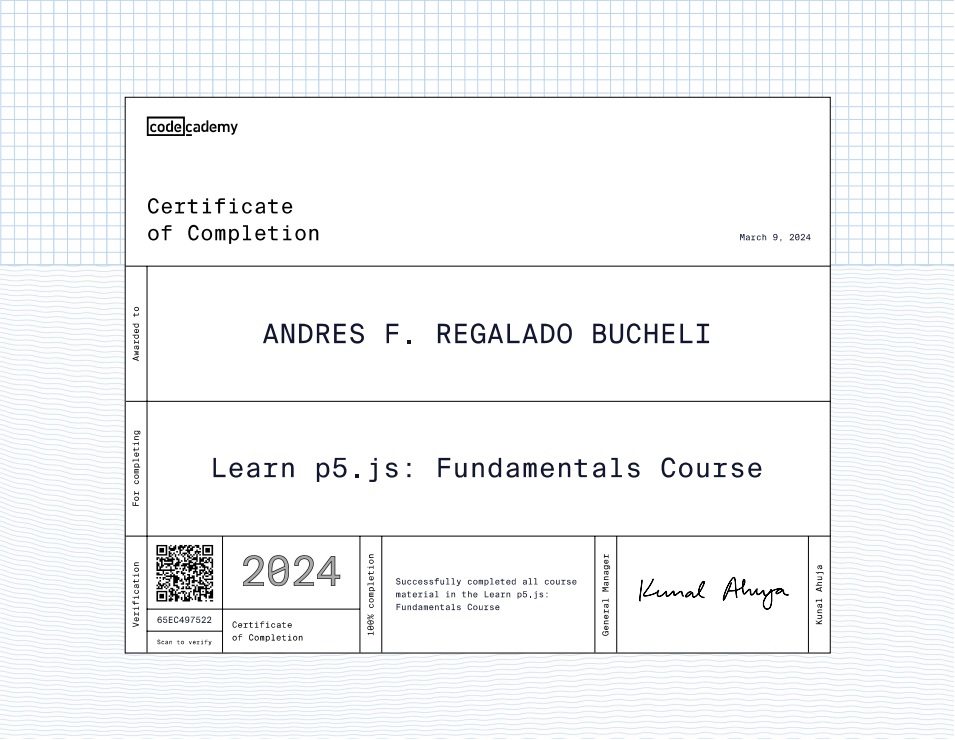 codecademy
Certificate
of Completion
March 9, 2024
Awarded to
ANDRES F. REGALADO BUCHELI
For completing
Learn p5.js: Fundamentals Course
Verification
65EC497522
Scan to verify
2024
Certificate
of Completion
100% completion
Successfully completed all course
material in the Learn p5.js:
Fundamentals Course
General Manager
Kunal Ahuja
Kunal Ahuja